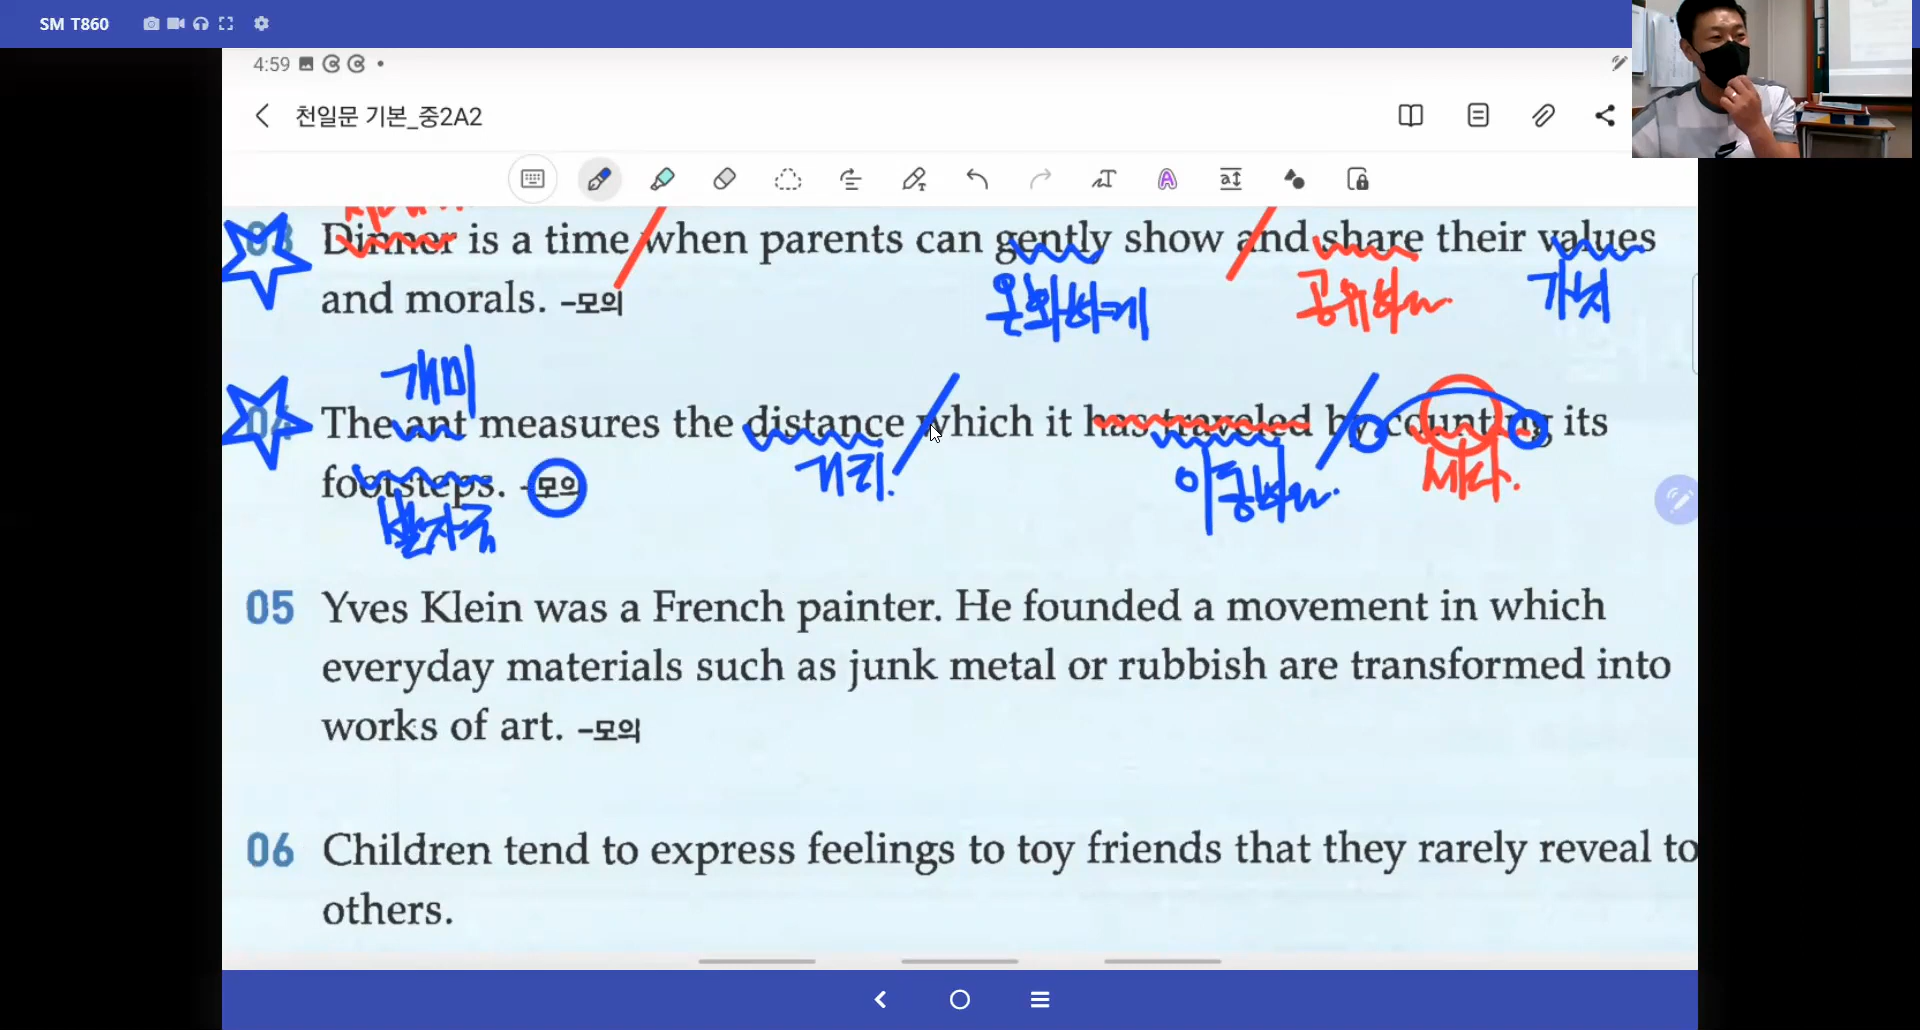 SM T860
4:59
천일문 기본_중2A2
03 Dinner is a time when parents can gently show and share their values
and morals. –모의
온화하게 공유하다 가치
개미
04 The ant measures the distance which it has traveled by counting its
footsteps. –모의
발자국 거리. 이동하다. 세다.
05 Yves Klein was a French painter. He founded a movement in which
everyday materials such as junk metal or rubbish are transformed into
works of art. –모의
06 Children tend to express feelings to toy friends that they rarely reveal to
others.